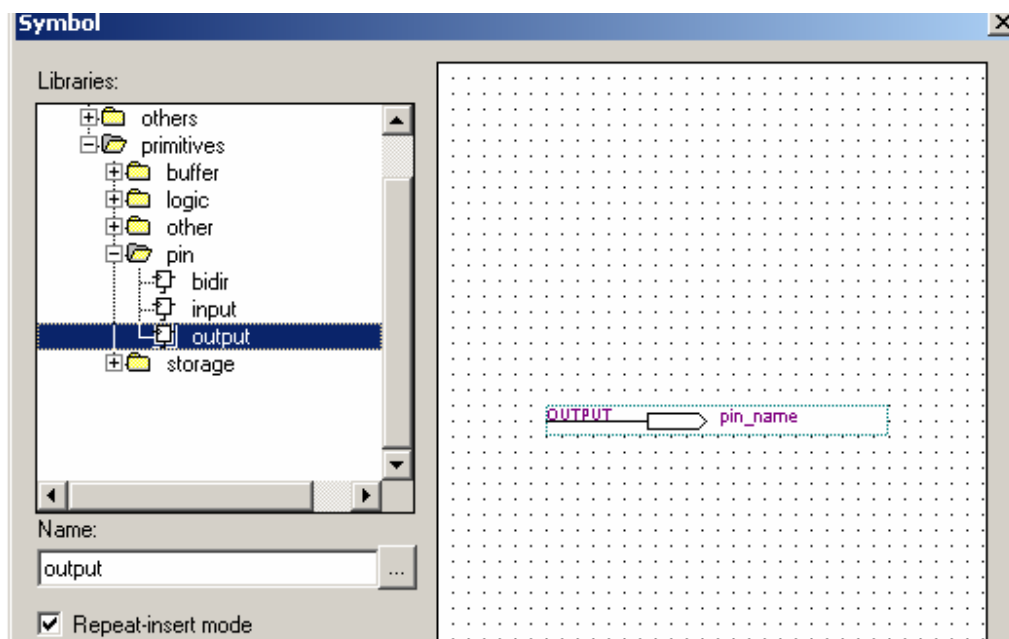 Symbol
Libraries:
others
primitives
buffer
logic
other
pin
bidir
input
output
storage
Name:
output
...
Repeat-insert mode
OUTPUT
pin_name